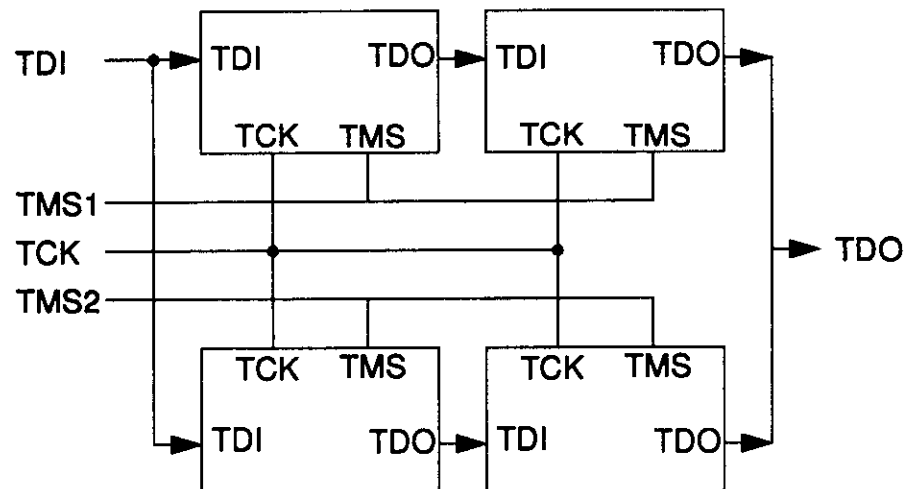 TDI
TDI TDO
TCK TMS
TDI TDO
TCK TMS
TMS1
TCK
TMS2
TDO
TCK TMS
TDI TDO
TCK TMS
TDI TDO